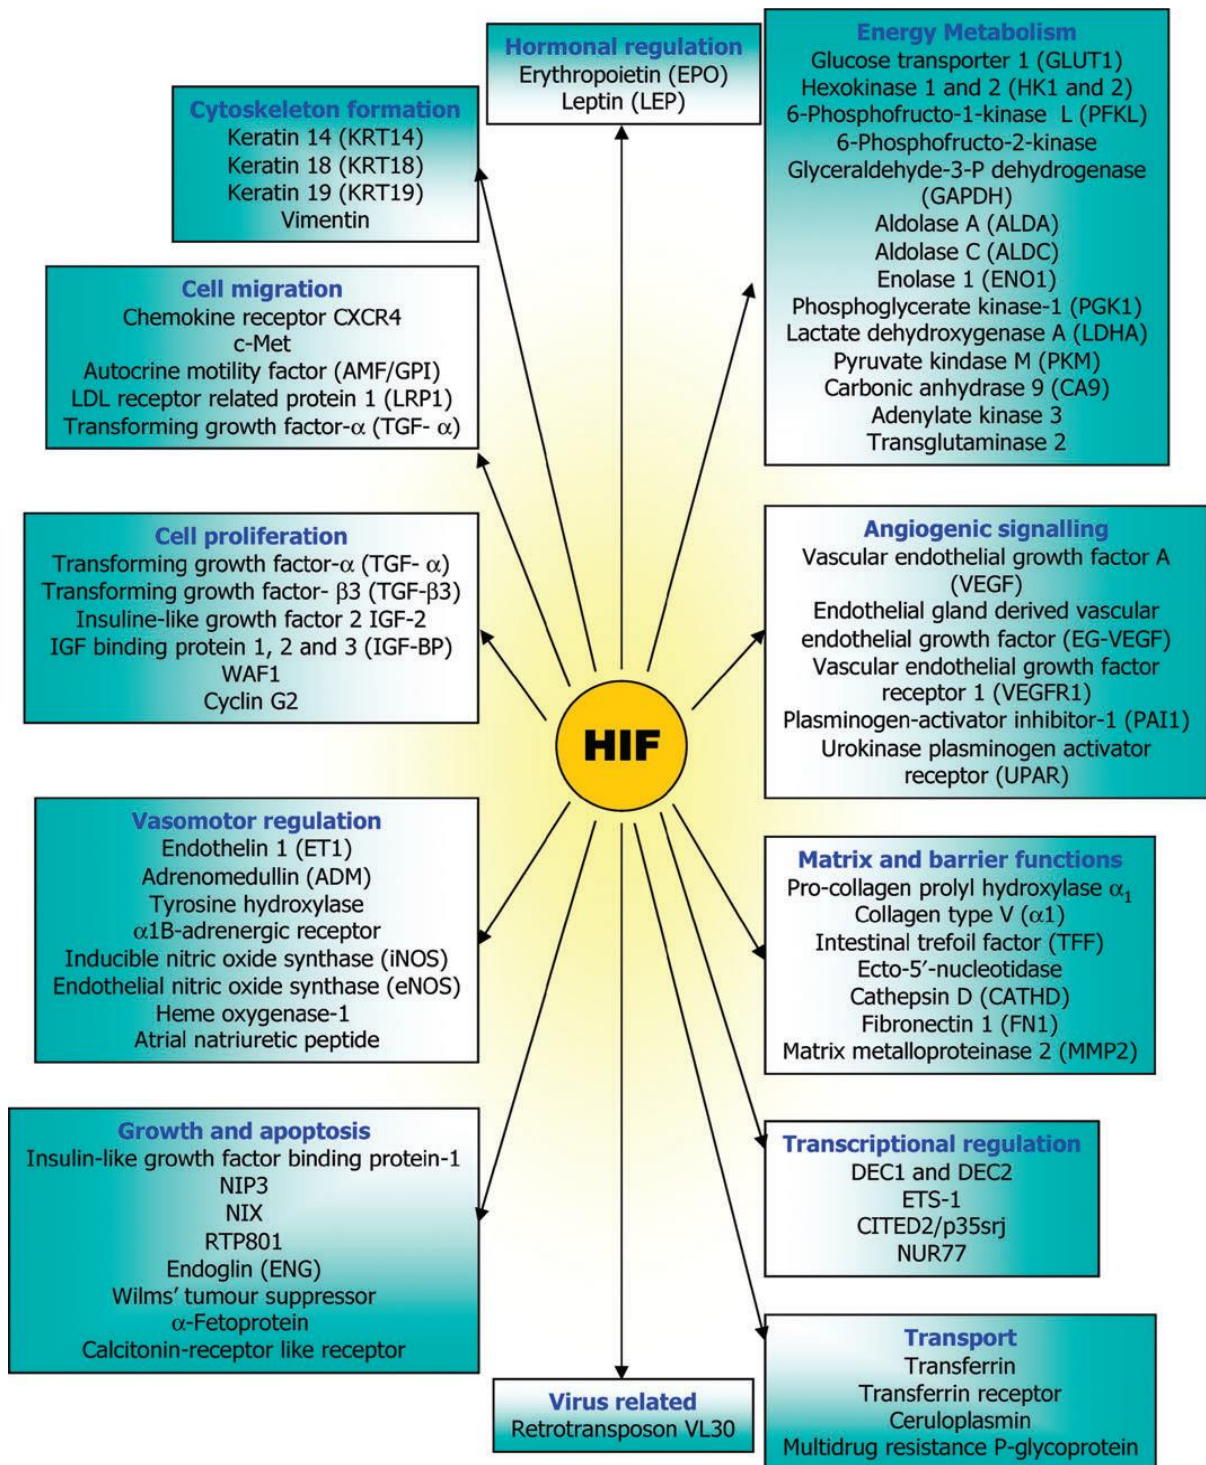 Hormonal regulation
Erythropoietin (EPO)
Leptin (LEP)
Energy Metabolism
Glucose transporter 1 (GLUT1)
Hexokinase 1 and 2 (HK1 and 2)
6-Phosphofructo-1-kinase L (PFKL)
6-Phosphofructo-2-kinase
Glyceraldehyde-3-P dehydrogenase
(GAPDH)
Aldolase A (ALDA)
Aldolase C (ALDC)
Enolase 1 (ENO1)
Phosphoglycerate kinase-1 (PGK1)
Lactate dehydroxygenase A (LDHA)
Pyruvate kindase M (PKM)
Carbonic anhydrase 9 (CA9)
Adenylate kinase 3
Transglutaminase 2
Cytoskeleton formation
Keratin 14 (KRT14)
Keratin 18 (KRT18)
Keratin 19 (KRT19)
Vimentin
Cell migration
Chemokine receptor CXCR4
c-Met
Autocrine motility factor (AMF/GPI)
LDL receptor related protein 1 (LRP1)
Transforming growth factor-α (TGF- α)
Cell proliferation
Transforming growth factor-α (TGF- α)
Transforming growth factor- β3 (TGF-β3)
Insuline-like growth factor 2 IGF-2
IGF binding protein 1, 2 and 3 (IGF-BP)
WAF1
Cyclin G2
Angiogenic signalling
Vascular endothelial growth factor A
(VEGF)
Endothelial gland derived vascular
endothelial growth factor (EG-VEGF)
Vascular endothelial growth factor
receptor 1 (VEGFR1)
Plasminogen-activator inhibitor-1 (PAI1)
Urokinase plasminogen activator
receptor (UPAR)
HIF
Vasomotor regulation
Endothelin 1 (ET1)
Adrenomedullin (ADM)
Tyrosine hydroxylase
α1B-adrenergic receptor
Inducible nitric oxide synthase (iNOS)
Endothelial nitric oxide synthase (eNOS)
Heme oxygenase-1
Atrial natriuretic peptide
Matrix and barrier functions
Pro-collagen prolyl hydroxylase α₁
Collagen type V (α1)
Intestinal trefoil factor (TFF)
Ecto-5′-nucleotidase
Cathepsin D (CATHD)
Fibronectin 1 (FN1)
Matrix metalloproteinase 2 (MMP2)
Growth and apoptosis
Insulin-like growth factor binding protein-1
NIP3
NIX
RTP801
Endoglin (ENG)
Wilms’ tumour suppressor
α-Fetoprotein
Calcitonin-receptor like receptor
Transcriptional regulation
DEC1 and DEC2
ETS-1
CITED2/p35srj
NUR77
Virus related
Retrotransposon VL30
Transport
Transferrin
Transferrin receptor
Ceruloplasmin
Multidrug resistance P-glycoprotein